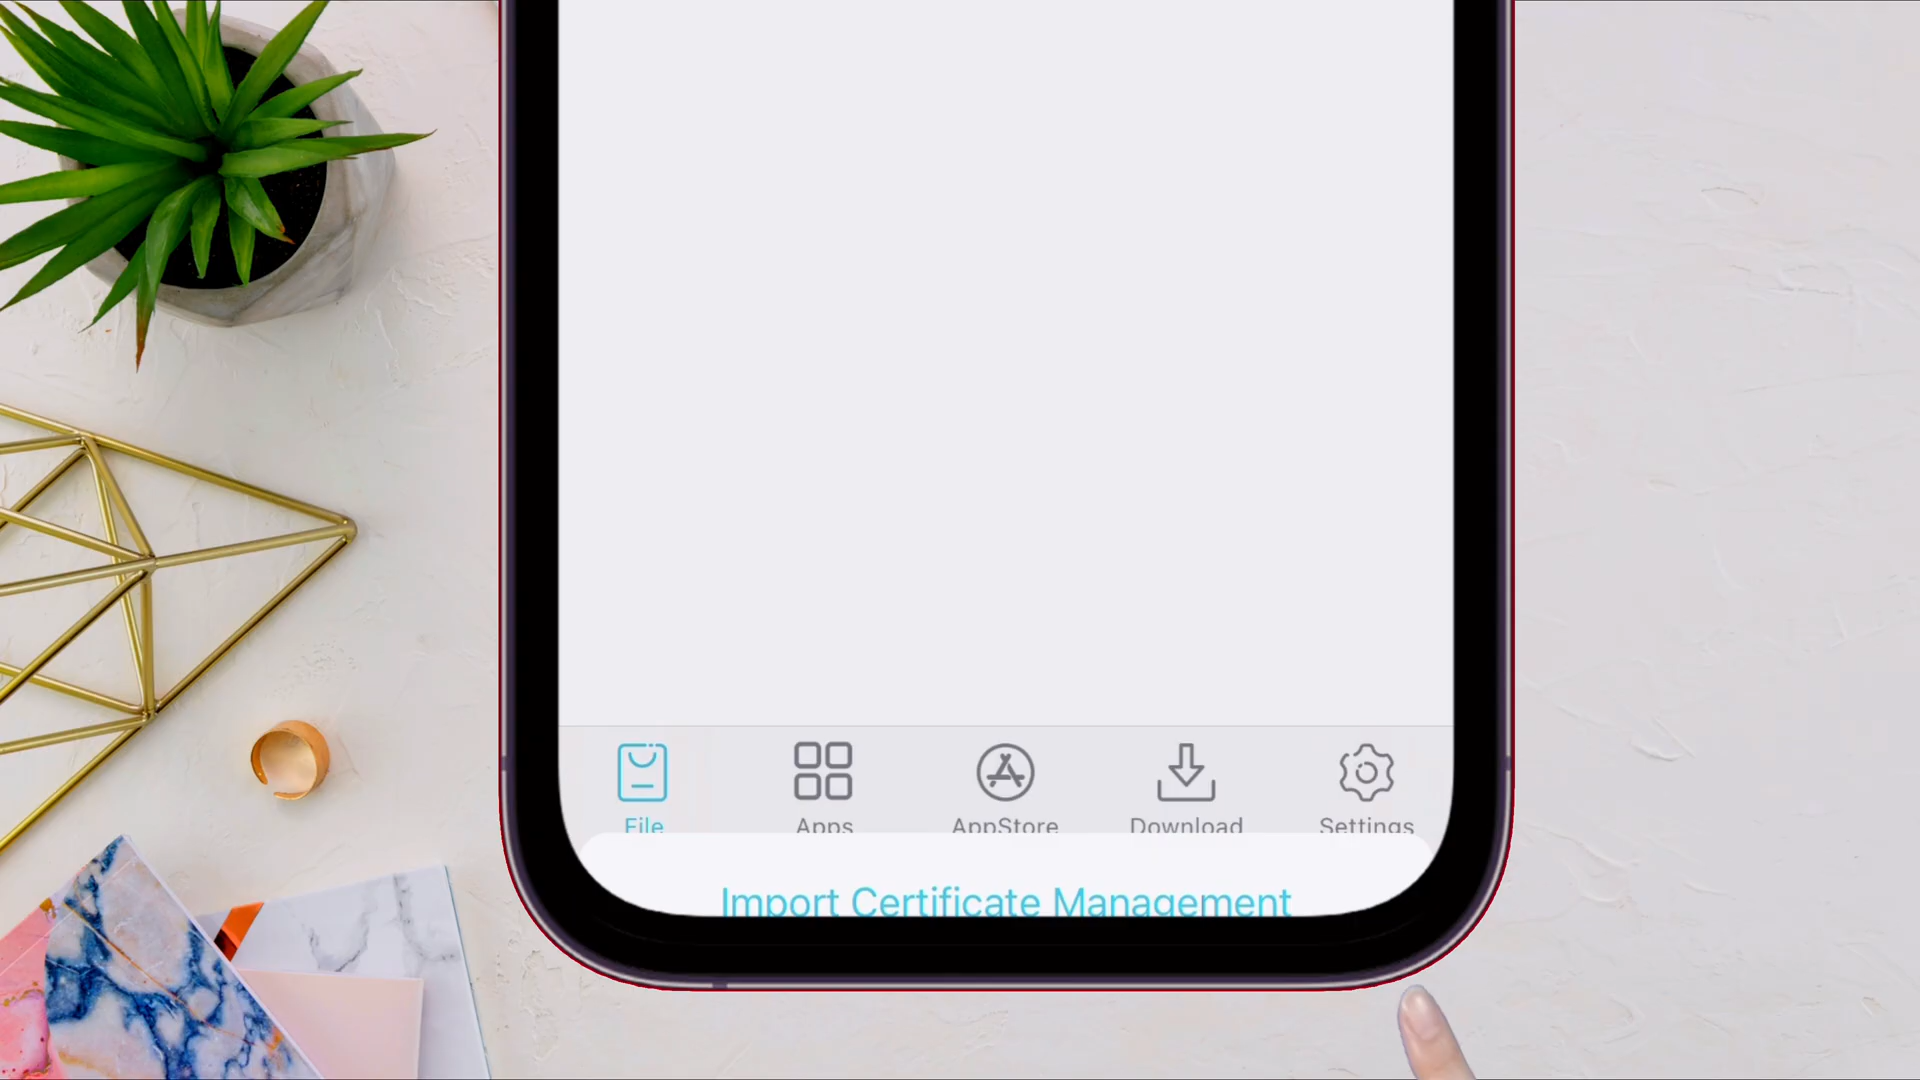 File
Apps
AppStore
Download
Settings
Import Certificate Management